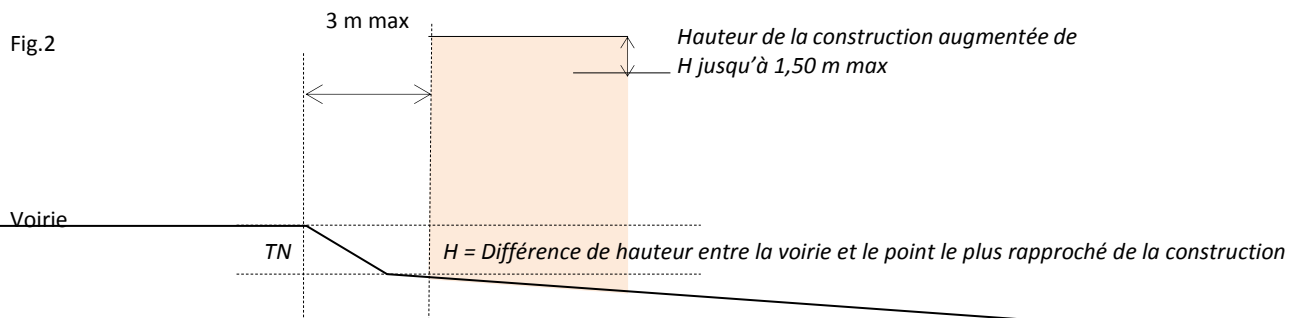 3 m max
Fig.2
Hauteur de la construction augmentée de
H jusqu’à 1,50 m max
Voirie
TN
H = Différence de hauteur entre la voirie et le point le plus rapproché de la construction